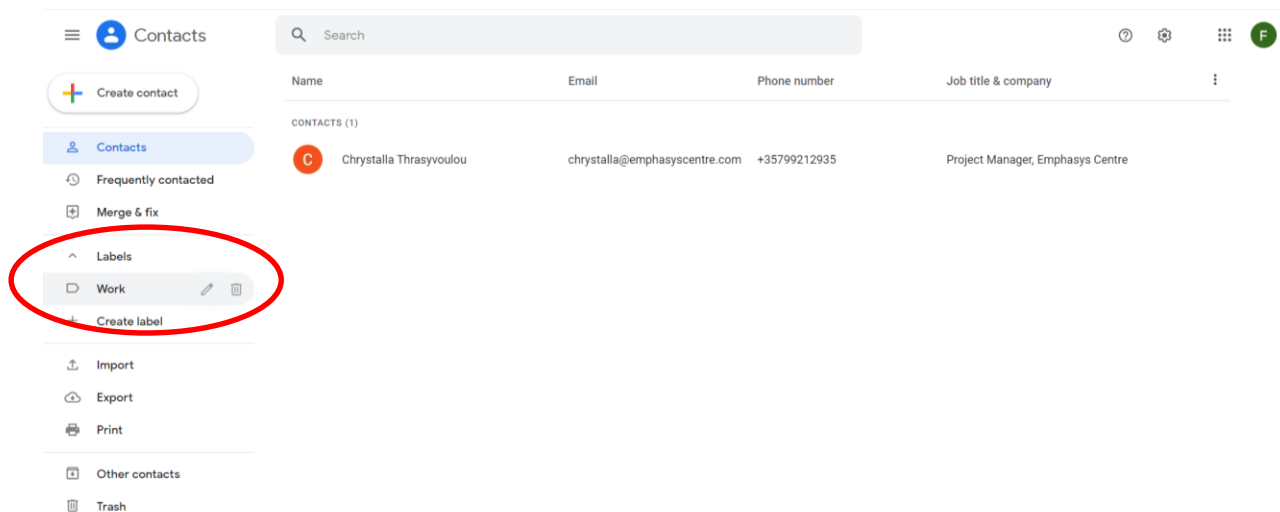 Contacts
Search
F
Create contact
Name Email Phone number Job title & company
CONTACTS (1)
C Chrystalla Thrasyvoulou chrystalla@emphasyscentre.com +35799212935 Project Manager, Emphasys Centre
Contacts
Frequently contacted
Merge & fix
Labels
Work
Create label
Import
Export
Print
Other contacts
Trash